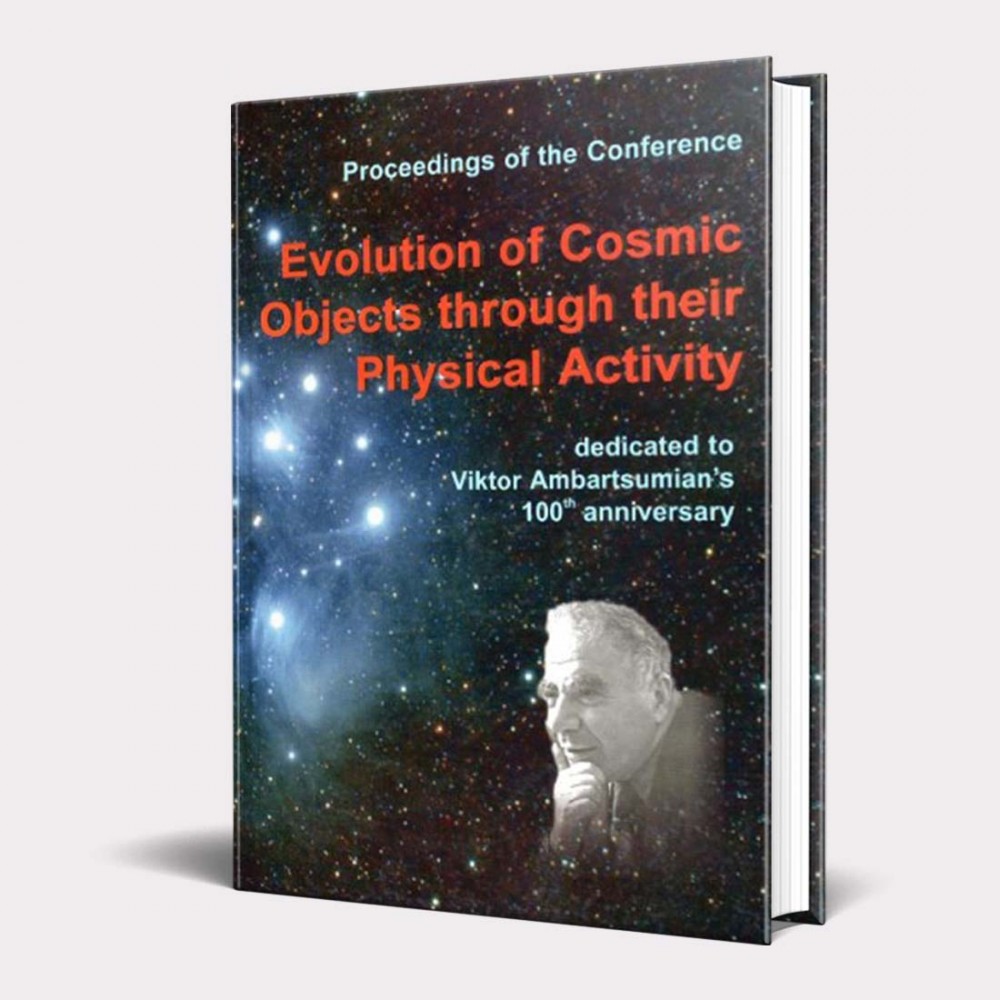 Proceedings of the Conference
Evolution of Cosmic
Objects through their
Physical Activity
dedicated to
Viktor Ambartsumian's
100th anniversary